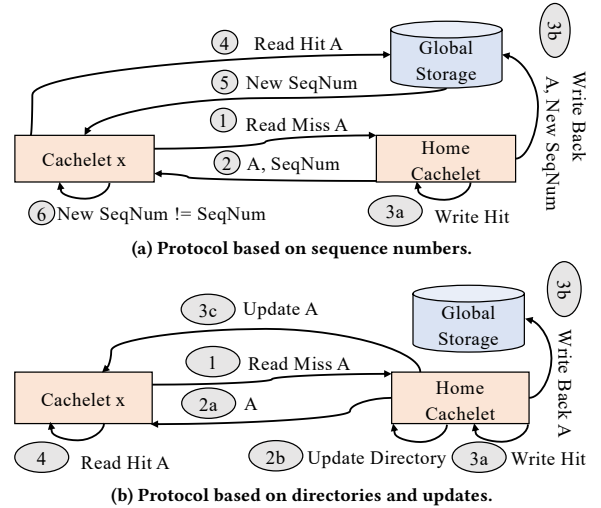 4 Read Hit A
Global
Storage
3b
Write Back
A, New SeqNum
5 New SeqNum
1 Read Miss A
Cachelet x
2 A, SeqNum
Home
Cachelet
6 New SeqNum != SeqNum
3a Write Hit
(a) Protocol based on sequence numbers.
3b
Write Back A
3c Update A
Global
Storage
1 Read Miss A
Cachelet x
2a A
Home
Cachelet
4 Read Hit A
2b Update Directory
3a Write Hit
(b) Protocol based on directories and updates.